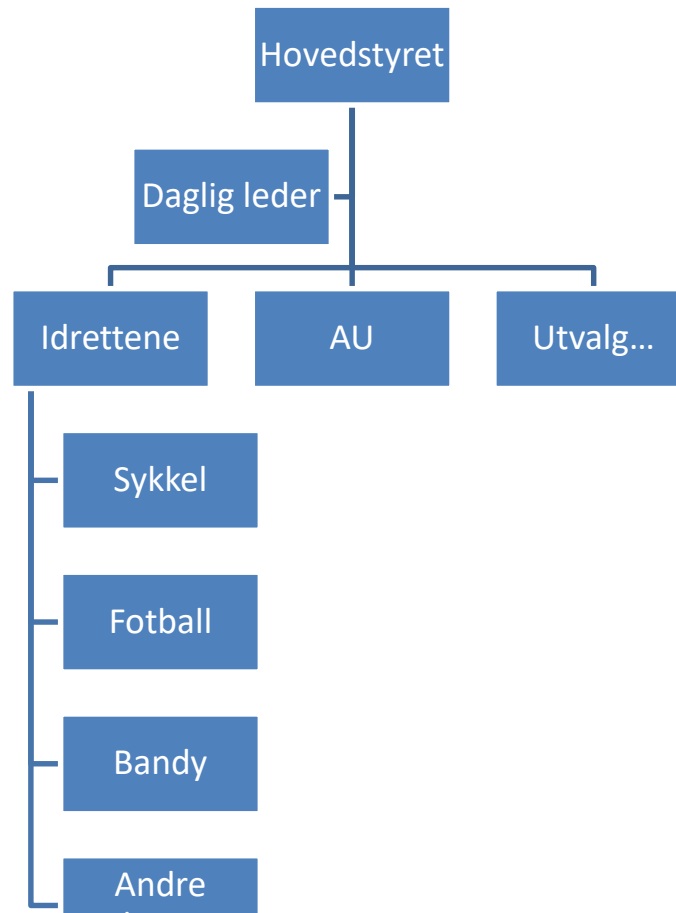 Hovedstyret
Daglig leder
Idrettene
AU
Utvalg...
Sykkel
Fotball
Bandy
Andre